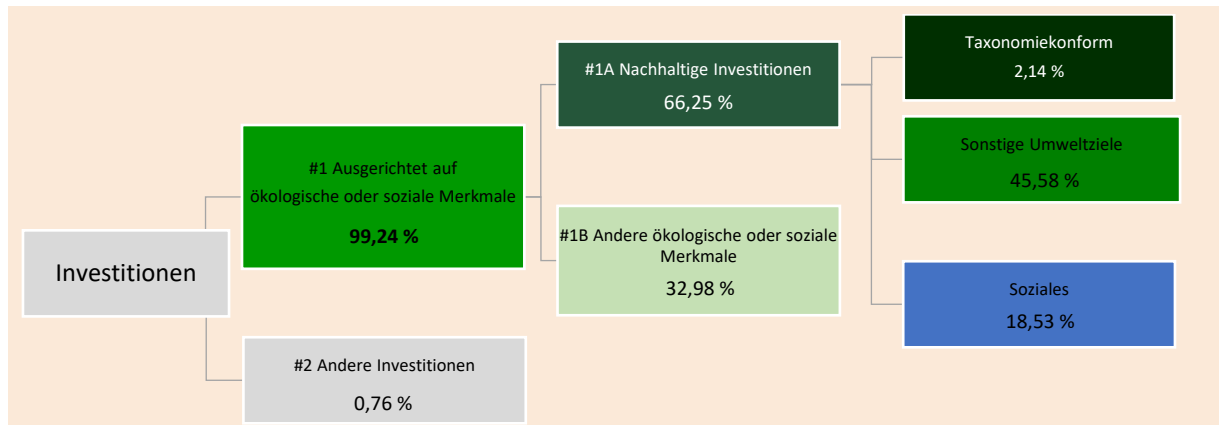 Investitionen
#1 Ausgerichtet auf
ökologische oder soziale Merkmale
99,24 %
#2 Andere Investitionen
0,76 %
#1A Nachhaltige Investitionen
66,25 %
#1B Andere ökologische oder soziale
Merkmale
32,98 %
Taxonomiekonform
2,14 %
Sonstige Umweltziele
45,58 %
Soziales
18,53 %